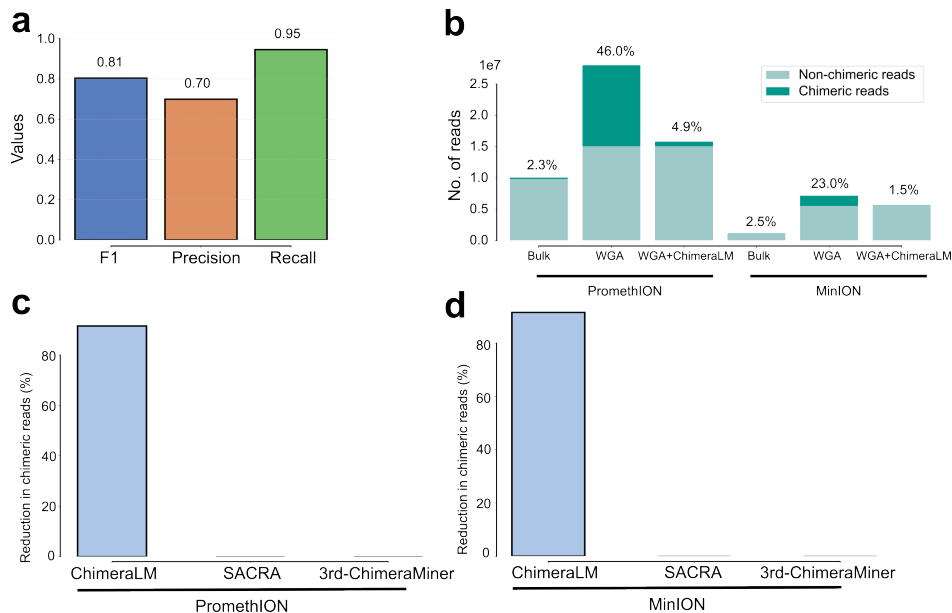 a
Values
1.0
0.8
0.6
0.4
0.2
0.0
0.81
0.70
0.95
F1 Precision Recall
b
No. of reads
1e7
2.5
2.0
1.5
1.0
0.5
0.0
2.3%
46.0%
4.9%
2.5%
23.0%
1.5%
Non-chimeric reads
Chimeric reads
Bulk WGA WGA+ChimeraLM Bulk WGA WGA+ChimeraLM
PromethION MinION
c
Reduction in chimeric reads (%)
80
60
40
20
0
ChimeraLM SACRA 3rd-ChimeraMiner
PromethION
d
Reduction in chimeric reads (%)
80
60
40
20
0
ChimeraLM SACRA 3rd-ChimeraMiner
MinION